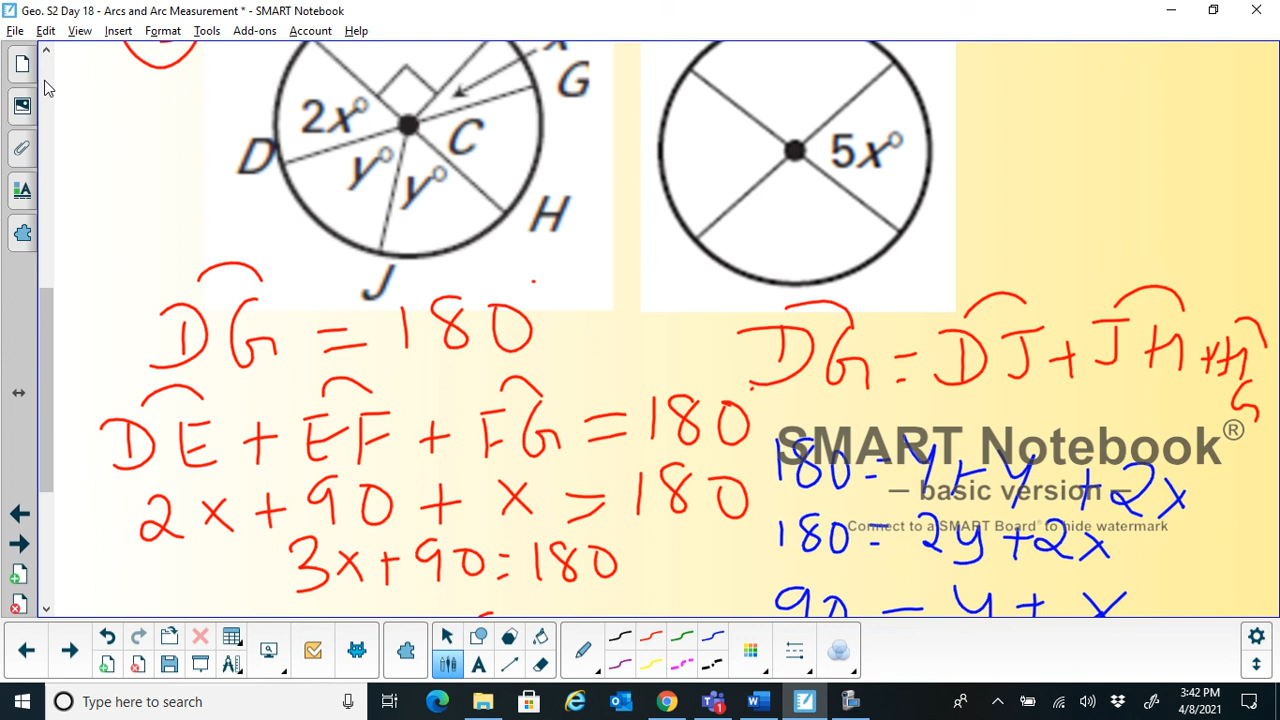 Geo. S2 Day 18 - Arcs and Arc Measurement * - SMART Notebook
File Edit View Insert Format Tools Add-ons Account Help
x
2x°
G
D
C
y°
y°
H
J
5x°
DG = 180
DE + EF + FG = 180
2x + 90 + x = 180
3x + 90 = 180
DG = DJ + JH + HG
180 = y + y + 2x
180 = 2y + 2x
90 = y + x
SMART Notebook®
— basic version —
Connect to a SMART Board® to hide watermark
A
Type here to search
3:42 PM
4/8/2021